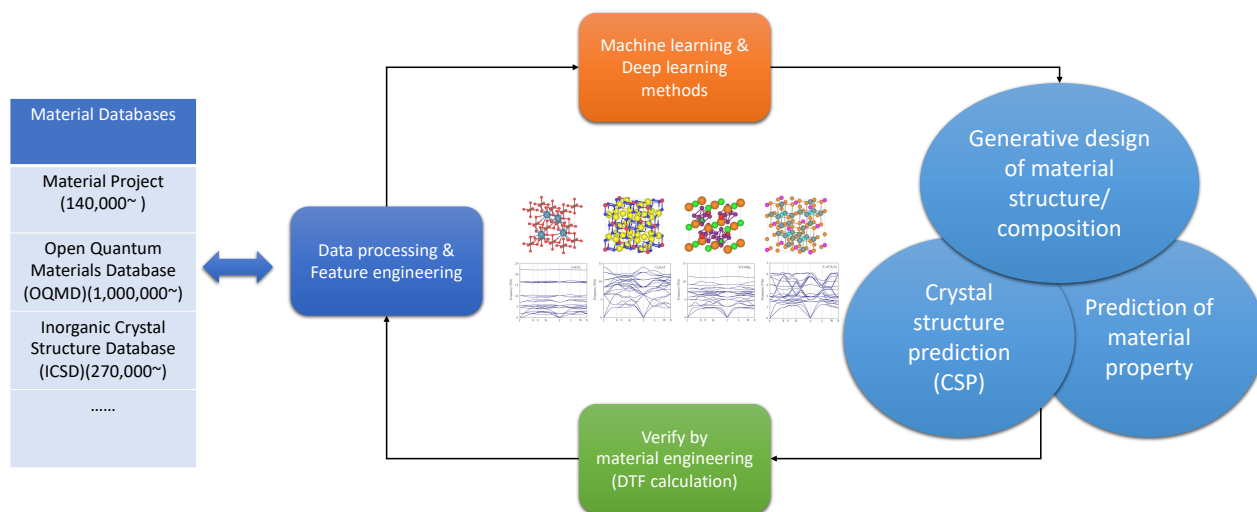 Material Databases
Material Project
(140,000~ )
Open Quantum
Materials Database
(OQMD)(1,000,000~)
Inorganic Crystal
Structure Database
(ICSD)(270,000~)
......
Data processing &
Feature engineering
Machine learning &
Deep learning
methods
Generative design
of material
structure/
composition
Crystal
structure
prediction
(CSP)
Prediction of
material
property
Verify by
material engineering
(DTF calculation)